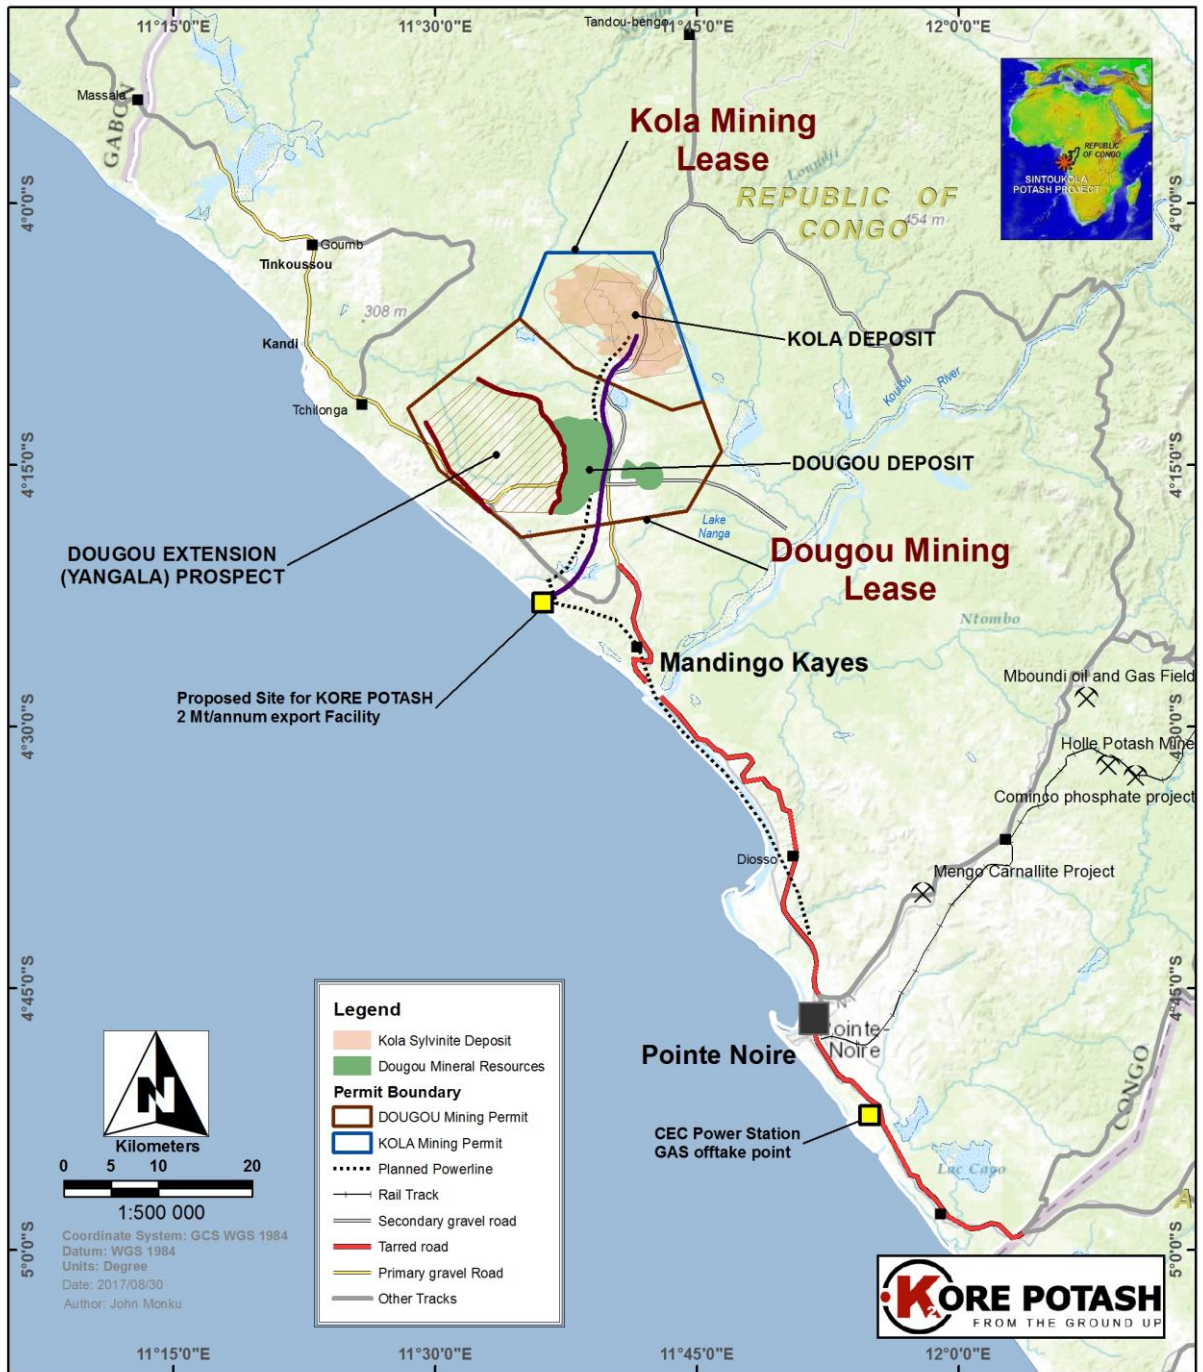 11°15'0"E
11°30'0"E
11°45'0"E
12°0'0"E
Tandou-bengo
Massala
GABON
Kola Mining
Lease
Loundji
REPUBLIC OF
CONGO
454 m
REPUBLIC
OF CONGO
SINTOUKOLA
POTASH PROJECT
4°0'0"S
4°0'0"S
Goumb
Tinkoussou
308 m
Kandi
KOLA DEPOSIT
Kouilou River
Tchilonga
4°15'0"S
4°15'0"S
DOUGOU DEPOSIT
Lake
Nanga
DOUGOU EXTENSION
(YANGALA) PROSPECT
Dougou Mining
Lease
Ntombo
Mandingo Kayes
Proposed Site for KORE POTASH
2 Mt/annum export Facility
Mboundi oil and Gas Field
4°30'0"S
4°30'0"S
Holle Potash Mine
Cominco phosphate project
Diosso
Mengo Carnallite Project
4°45'0"S
4°45'0"S
Pointe Noire
Pointe-
Noire
CONGO
CEC Power Station
GAS offtake point
Luc Cayo
A
Legend
Kola Sylvinite Deposit
Dougou Mineral Resources
Permit Boundary
DOUGOU Mining Permit
KOLA Mining Permit
Planned Powerline
Rail Track
Secondary gravel road
Tarred road
Primary gravel Road
Other Tracks
N
Kilometers
0 5 10 20
1:500 000
Coordinate System: GCS WGS 1984
Datum: WGS 1984
Units: Degree
Date: 2017/08/30
Author: John Monku
5°0'0"S
5°0'0"S
K2ORE POTASH
FROM THE GROUND UP
11°15'0"E
11°30'0"E
11°45'0"E
12°0'0"E